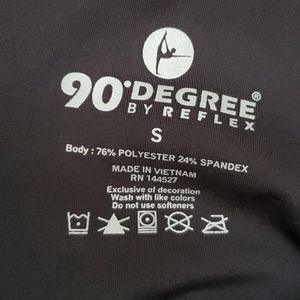 90° DEGREE®
BY REFLEX
S
Body : 76% POLYESTER 24% SPANDEX
MADE IN VIETNAM
RN 144527
Exclusive of decoration
Wash with like colors
Do not use softeners